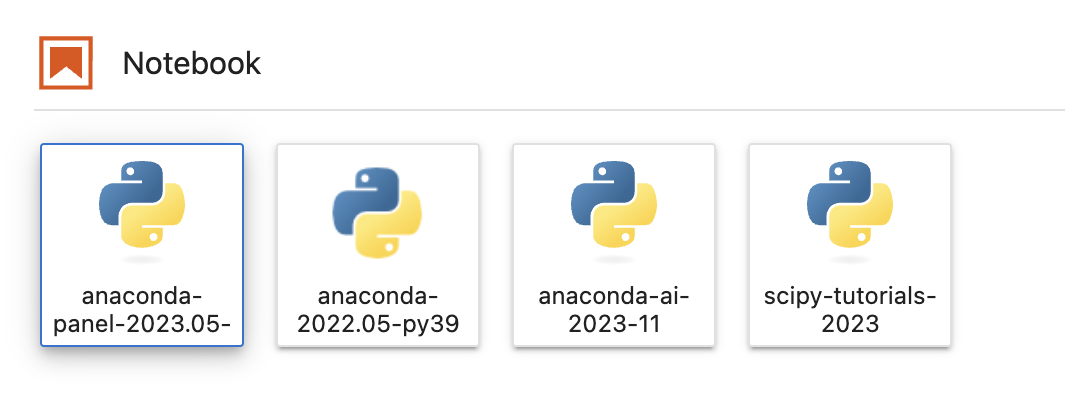 Notebook
anaconda-
panel-2023.05-
anaconda-
2022.05-py39
anaconda-ai-
2023-11
scipy-tutorials-
2023